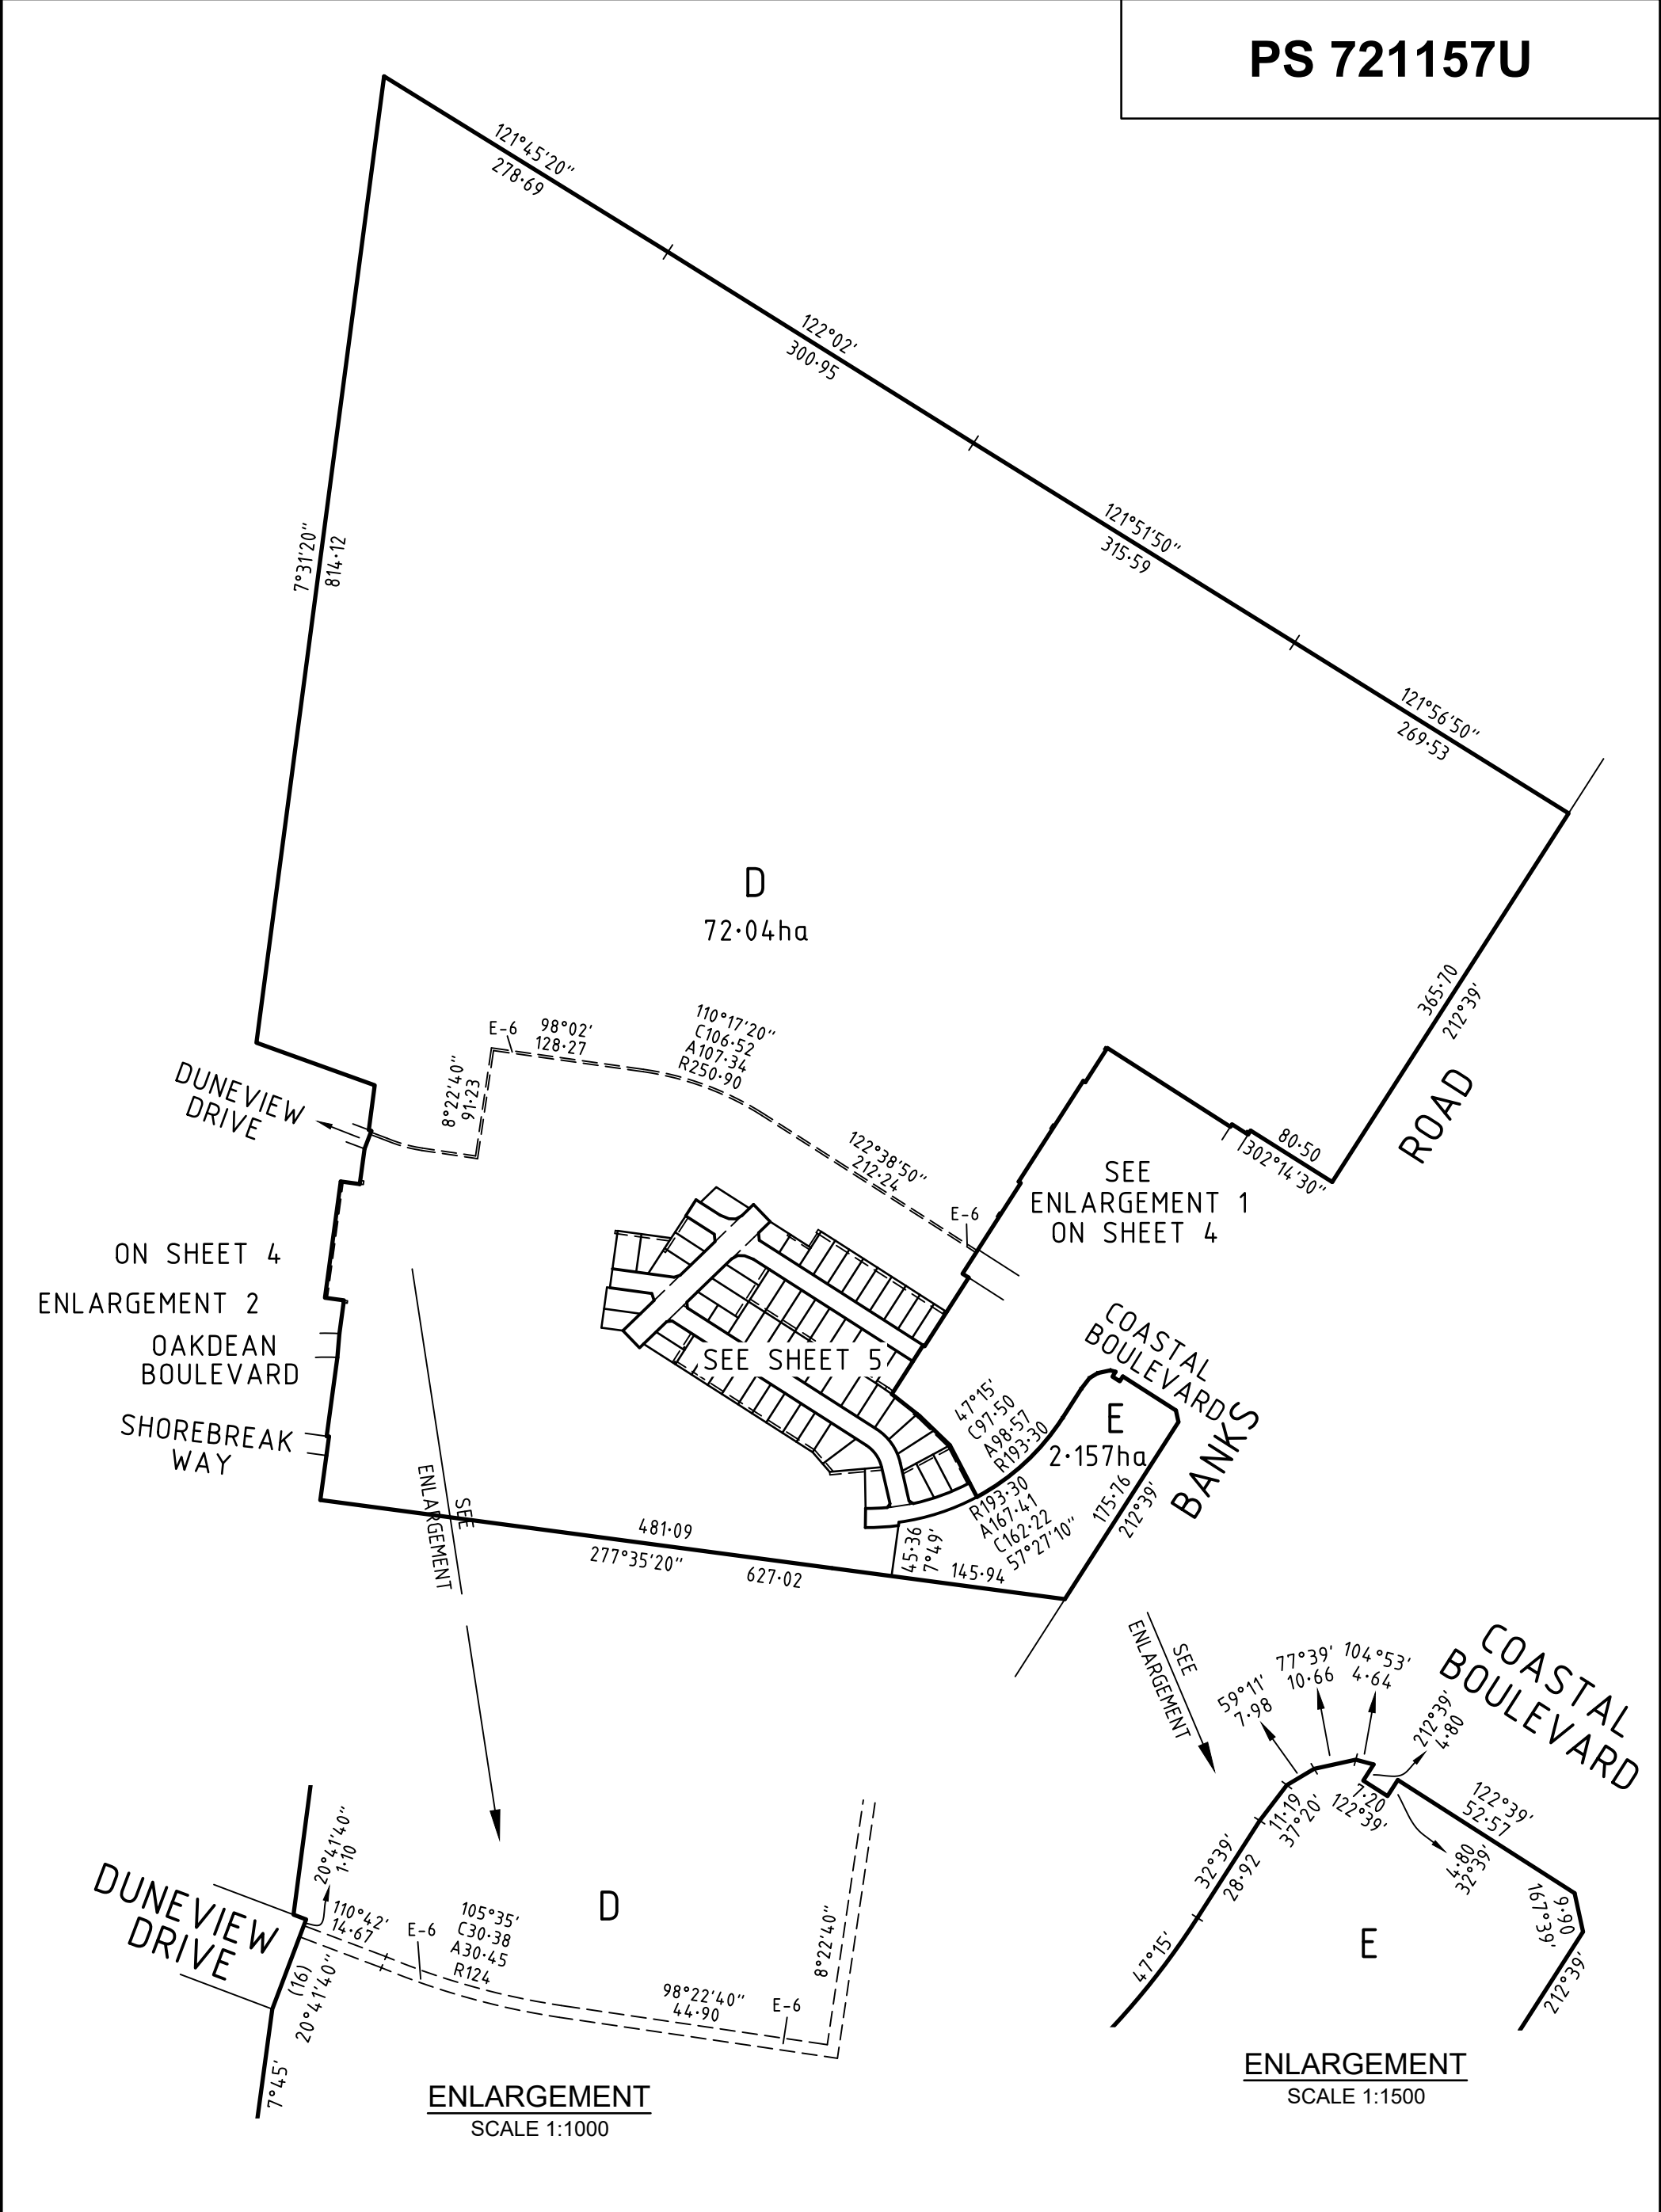 PS 721157U
121°45'20"
278·69
122°02'
300·95
121°51'50"
315·59
121°56'50"
269·53
7°31'20"
814·12
D
72·04ha
365·70
212°39'
ROAD
E-6
98°02'
128·27
110°17'20"
C106·52
A107·34
R250·90
8°22'40"
91·23
DUNEVIEW
DRIVE
122°38'50"
212·24
E-6
80·50
302°14'30"
SEE
ENLARGEMENT 1
ON SHEET 4
ON SHEET 4
ENLARGEMENT 2
OAKDEAN
BOULEVARD
SHOREBREAK
WAY
SEE SHEET 5
COASTAL
BOULEVARD
47°15'
C97·50
A98·57
R193·30
E
2·157ha
BANKS
R193·30
A167·41
C162·22
57°27'10"
175·76
212°39'
SEE
ENLARGEMENT
481·09
277°35'20"
627·02
45·36
7°49'
145·94
SEE
ENLARGEMENT
59°11'
7·98
77°39'
10·66
104°53'
4·64
212°39'
4·80
COASTAL
BOULEVARD
11·19
37°20'
7·20
122°39'
122°39'
52·57
4·80
32°39'
32°39'
28·92
9·90
167°39'
47°15'
E
212°39'
ENLARGEMENT
SCALE 1:1500
20°41'40"
1·10
DUNEVIEW
DRIVE
110°42'
14·67
E-6
105°35'
C30·38
A30·45
R124
D
8°22'40"
(16)
20°41'40"
98°22'40"
44·90
E-6
7°45'
ENLARGEMENT
SCALE 1:1000